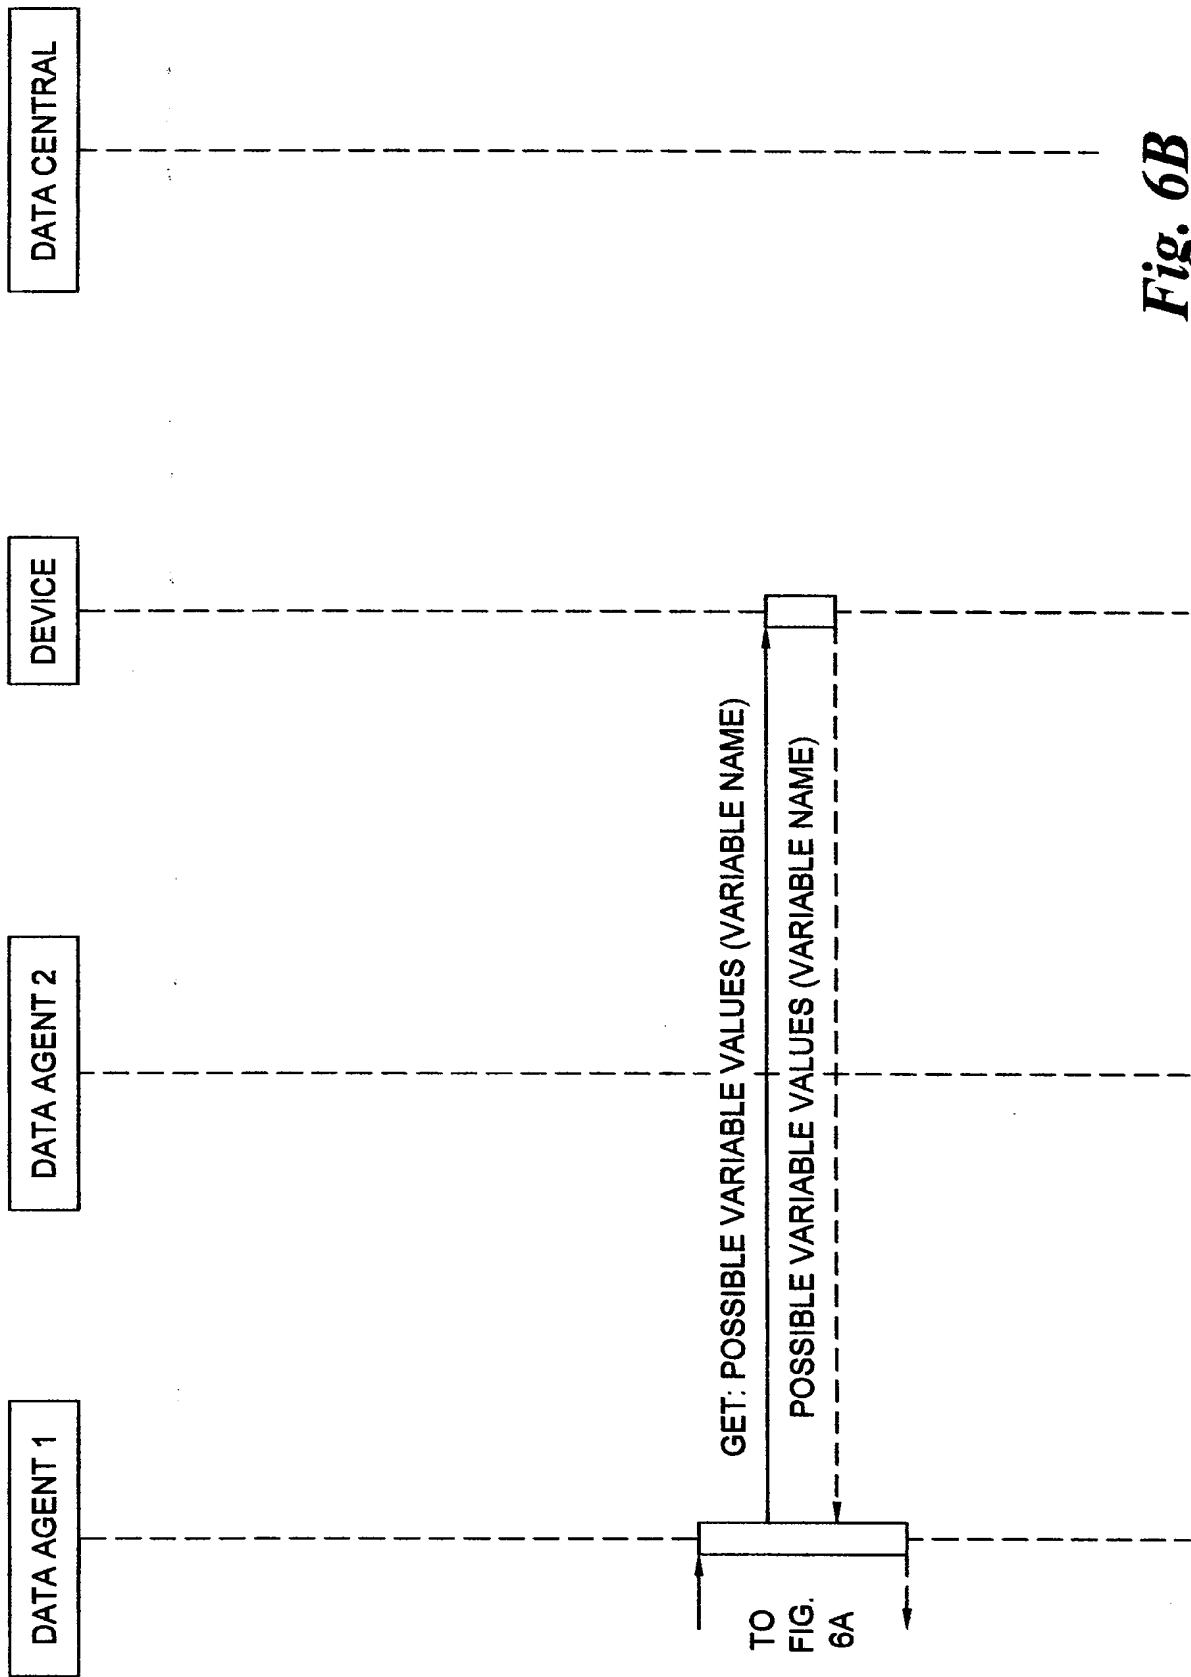 DATA AGENT 1
DATA AGENT 2
DEVICE
DATA CENTRAL
GET: POSSIBLE VARIABLE VALUES (VARIABLE NAME)
POSSIBLE VARIABLE VALUES (VARIABLE NAME)
TO
FIG.
6A
Fig. 6B